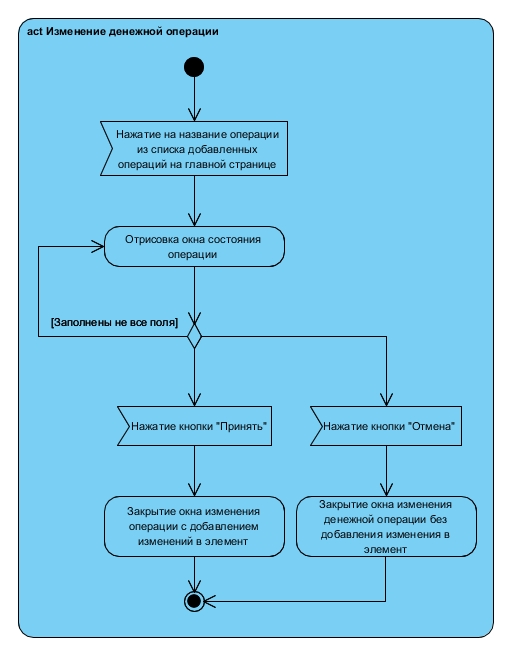 act Изменение денежной операции
Нажатие на название операции
из списка добавленных
операций на главной странице
Отрисовка окна состояния
операции
[Заполнены не все поля]
Нажатие кнопки "Принять"
Нажатие кнопки "Отмена"
Закрытие окна изменения
операции с добавлением
изменений в элемент
Закрытие окна изменения
денежной операции без
добавления изменения в
элемент